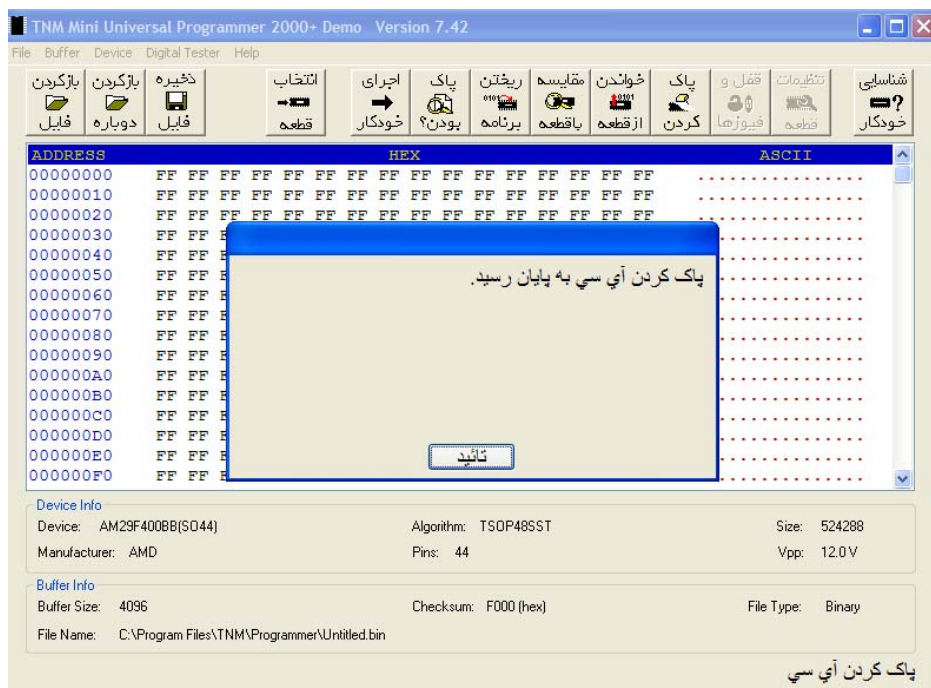 TNM Mini Universal Programmer 2000+ Demo Version 7.42
File Buffer Device Digital Tester Help
بازکردن فایل
بازکردن دوباره
ذخیره فایل
انتخاب قطعه
اجرای خودکار
پاک بودن؟
ریختن برنامه
مقایسه باقطعه
خواندن ازقطعه
پاک کردن
قفل و فیوزها
تنظیمات قطعه
شناسایی خودکار
ADDRESS HEX ASCII
00000000 FF FF FF FF FF FF FF FF FF FF FF FF FF FF FF FF ................
00000010 FF FF FF FF FF FF FF FF FF FF FF FF FF FF FF FF ................
00000020 FF FF FF FF FF FF FF FF FF FF FF FF FF FF FF FF ................
00000030 FF FF
00000040 FF FF
00000050 FF FF
00000060 FF FF
00000070 FF FF
00000080 FF FF
00000090 FF FF
000000A0 FF FF
000000B0 FF FF
000000C0 FF FF
000000D0 FF FF
000000E0 FF FF
000000F0 FF FF
پاک کردن آي سي به پایان رسید.
تائید
Device Info
Device: AM29F400BB(SO44) Algorithm: TSOP48SST Size: 524288
Manufacturer: AMD Pins: 44 Vpp: 12.0 V
Buffer Info
Buffer Size: 4096 Checksum: F000 (hex) File Type: Binary
File Name: C:\Program Files\TNM\Programmer\Untitled.bin
پاک کردن آي سي